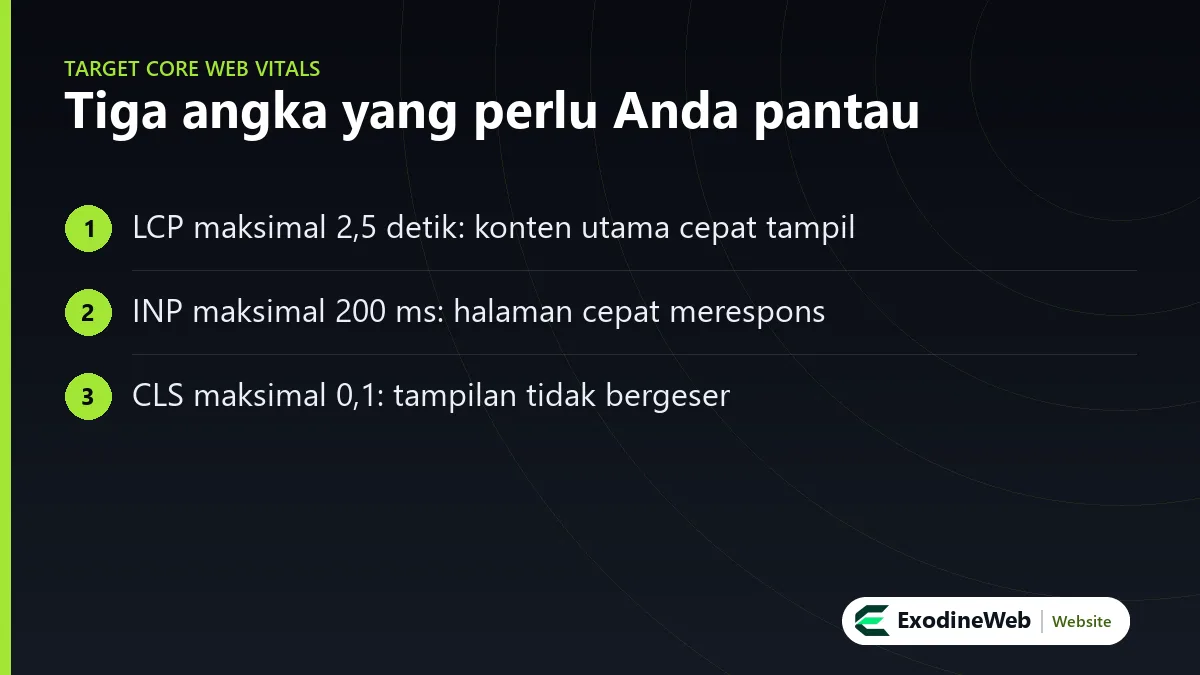 TARGET CORE WEB VITALS
Tiga angka yang perlu Anda pantau
1 LCP maksimal 2,5 detik: konten utama cepat tampil
2 INP maksimal 200 ms: halaman cepat merespons
3 CLS maksimal 0,1: tampilan tidak bergeser
ExodineWeb | Website